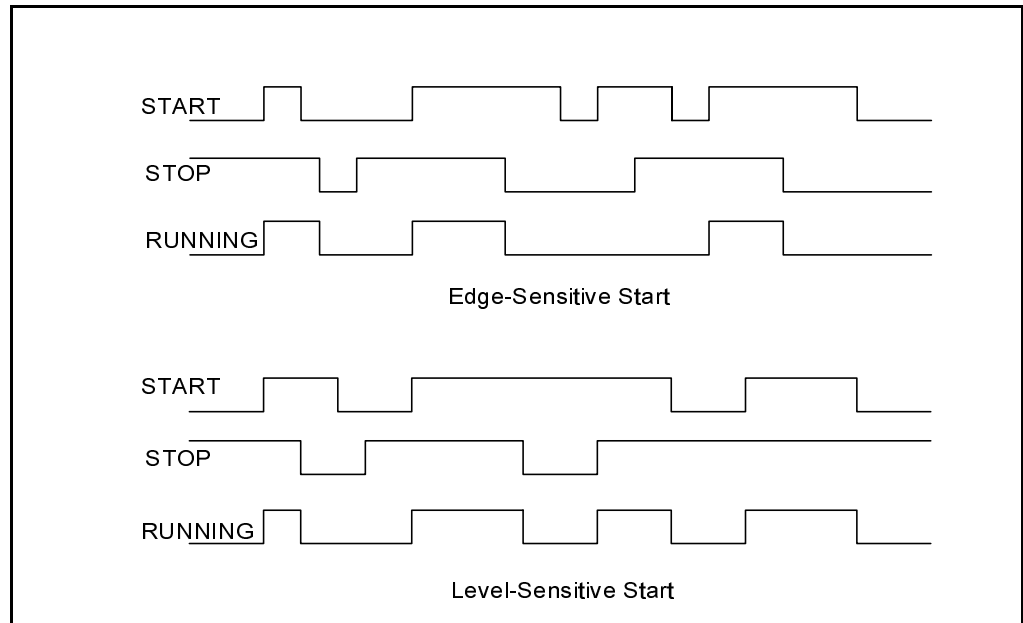 START
STOP
RUNNING
Edge-Sensitive Start
START
STOP
RUNNING
Level-Sensitive Start